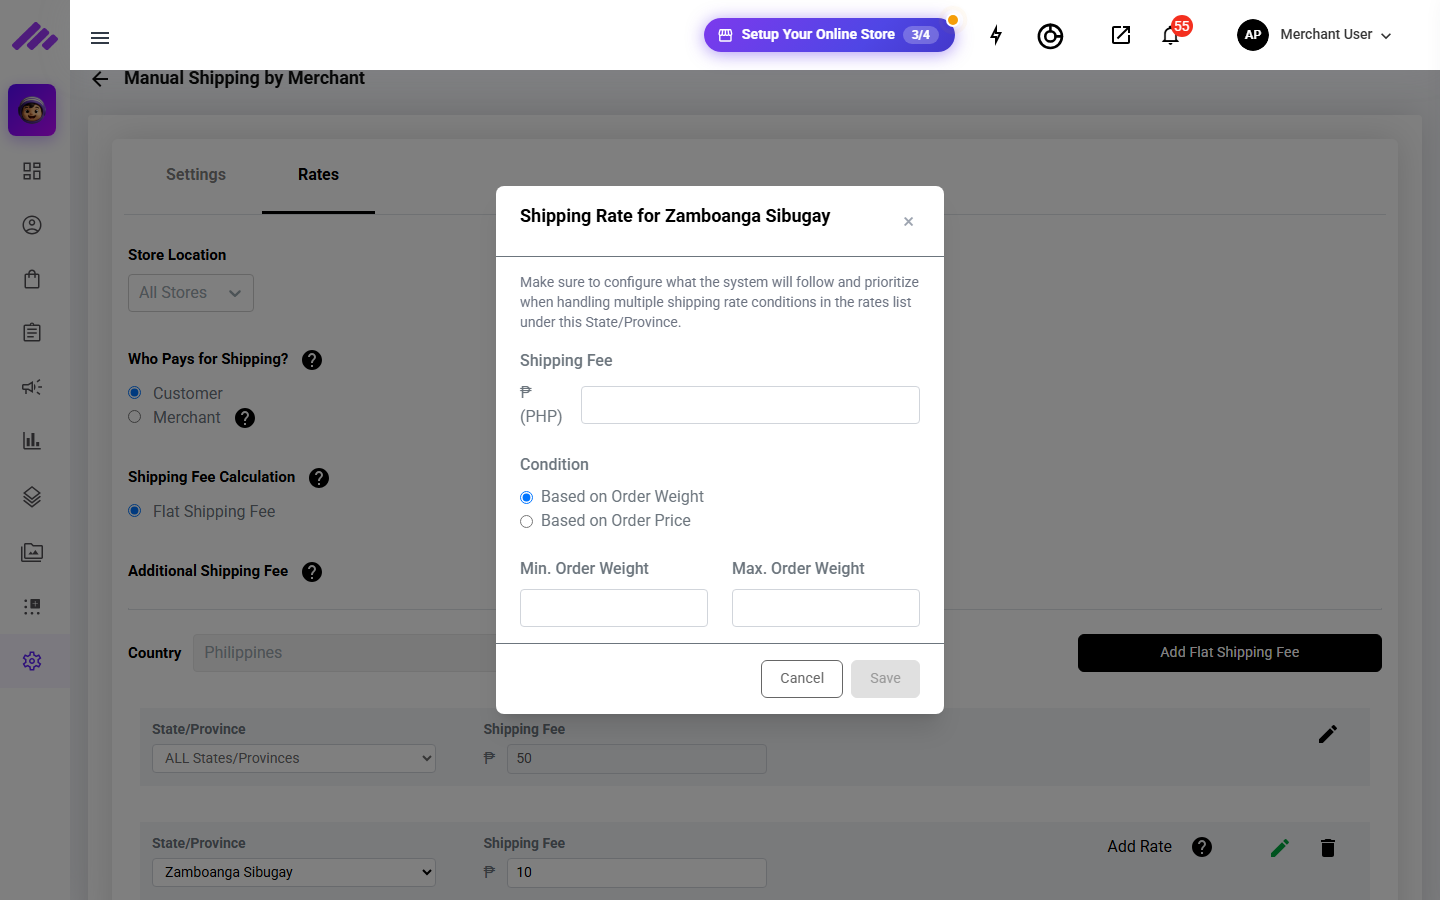 Setup Your Online Store 3/4
55
AP
Merchant User
Manual Shipping by Merchant
Settings
Rates
Store Location
All Stores
Who Pays for Shipping? ?
Customer
Merchant ?
Shipping Fee Calculation ?
Flat Shipping Fee
Additional Shipping Fee ?
Country
Philippines
Add Flat Shipping Fee
State/Province
Shipping Fee
ALL States/Provinces
₱ 50
State/Province
Shipping Fee
Add Rate ?
Zamboanga Sibugay
₱ 10
Shipping Rate for Zamboanga Sibugay
×
Make sure to configure what the system will follow and prioritize
when handling multiple shipping rate conditions in the rates list
under this State/Province.
Shipping Fee
₱
(PHP)
Condition
Based on Order Weight
Based on Order Price
Min. Order Weight
Max. Order Weight
Cancel
Save